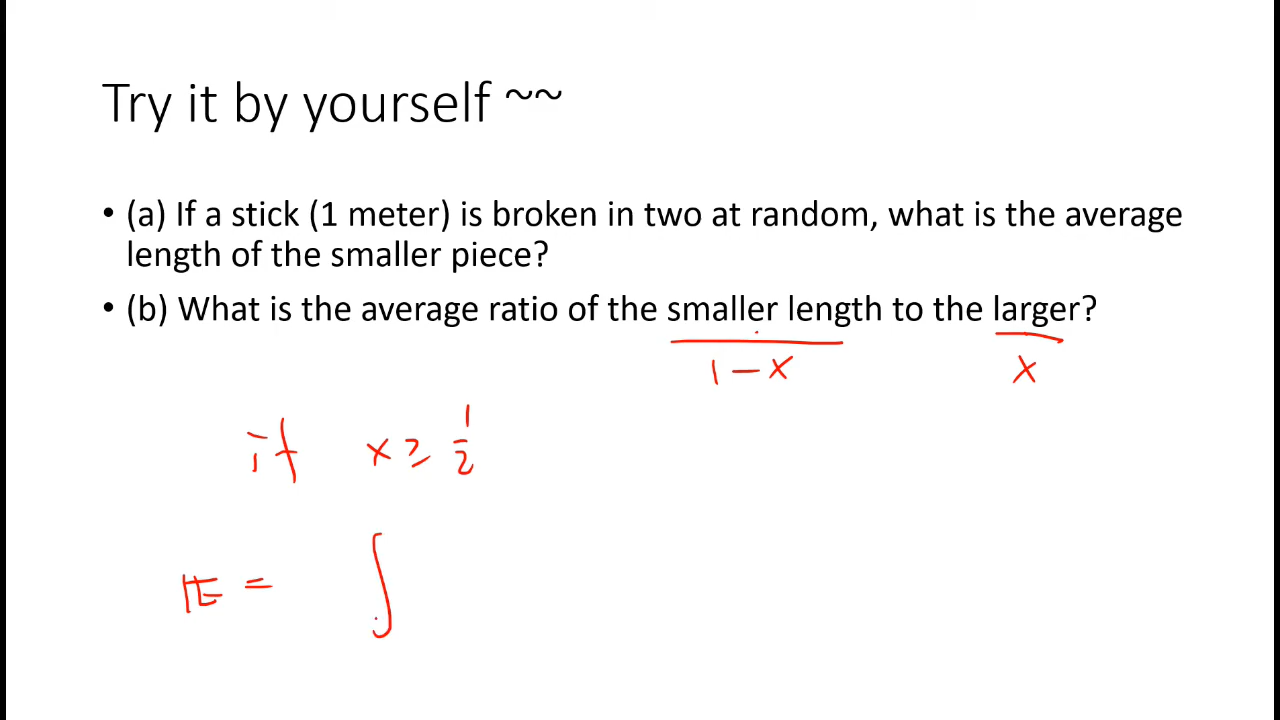 Try it by yourself ~~
• (a) If a stick (1 meter) is broken in two at random, what is the average
length of the smaller piece?
• (b) What is the average ratio of the smaller length to the larger?
1 - x x
if x ≥ 1/2
𝔼 = ∫